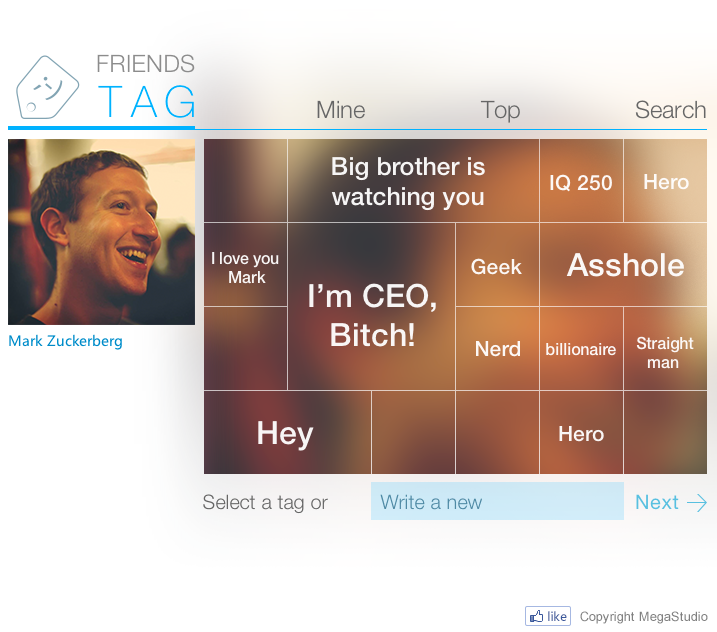 FRIENDS
TAG
Mine
Top
Search
Big brother is
watching you
IQ 250
Hero
I love you
Mark
I'm CEO,
Bitch!
Geek
Asshole
Nerd
billionaire
Straight
man
Mark Zuckerberg
Hey
Hero
Select a tag or
Write a new
Next
like
Copyright MegaStudio